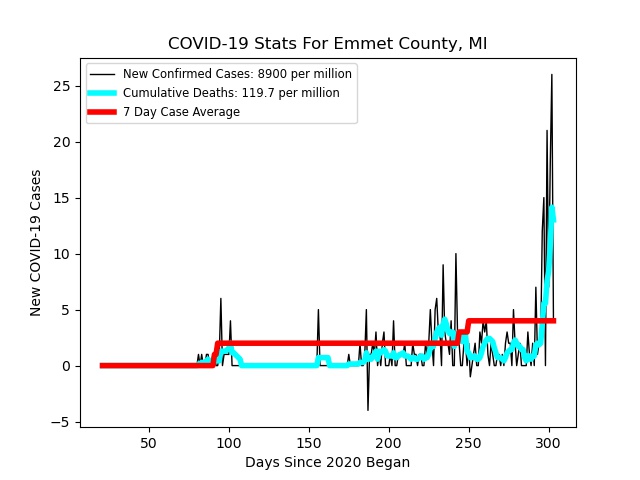 COVID-19 Stats For Emmet County, MI
New Confirmed Cases: 8900 per million
Cumulative Deaths: 119.7 per million
7 Day Case Average
25
20
15
10
5
0
−5
New COVID-19 Cases
50 100 150 200 250 300
Days Since 2020 Began